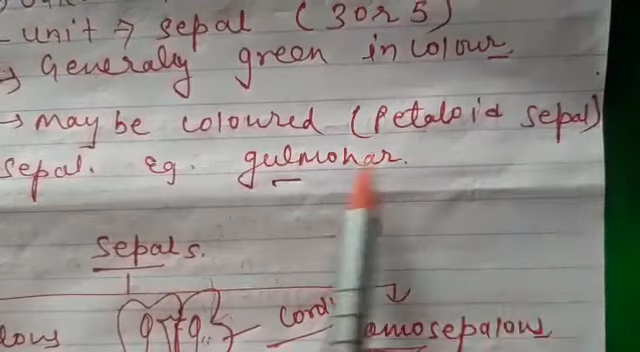 - unit → sepal (3 or 5)
→ Generaly green in colour.
→ may be coloured (Petaloid sepal)
sepal. eg. gulmohar.
sepals.
lous
amosepalous